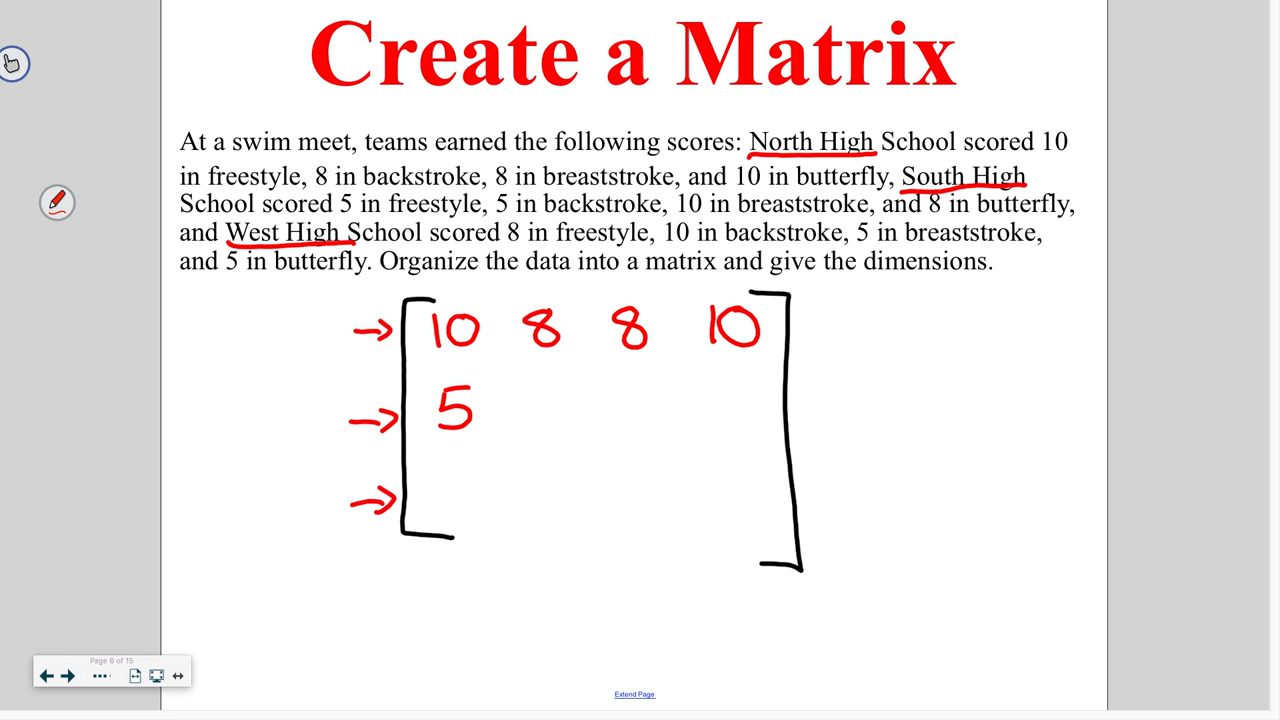 Create a Matrix
At a swim meet, teams earned the following scores: North High School scored 10
in freestyle, 8 in backstroke, 8 in breaststroke, and 10 in butterfly, South High
School scored 5 in freestyle, 5 in backstroke, 10 in breaststroke, and 8 in butterfly,
and West High School scored 8 in freestyle, 10 in backstroke, 5 in breaststroke,
and 5 in butterfly. Organize the data into a matrix and give the dimensions.
10 8 8 10
5
Page 6 of 15
Extend Page